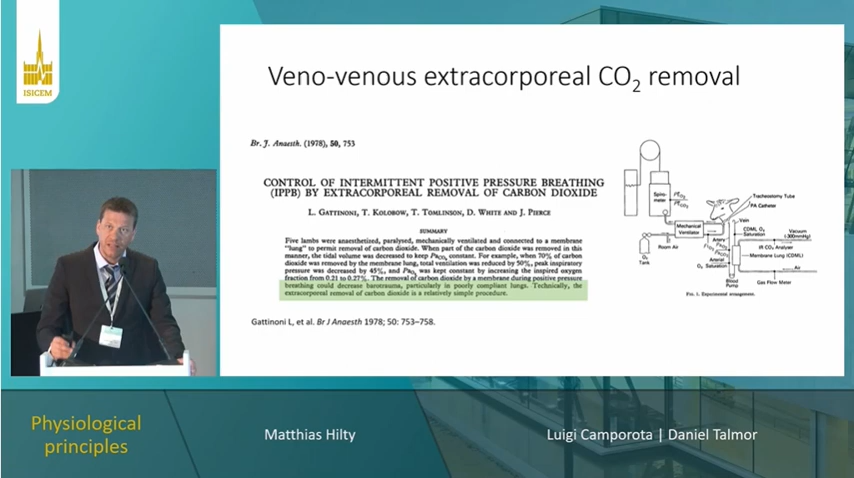 ISICEM
Veno-venous extracorporeal CO₂ removal
Br. J. Anaesth. (1978), 50, 753
CONTROL OF INTERMITTENT POSITIVE PRESSURE BREATHING
(IPPB) BY EXTRACORPOREAL REMOVAL OF CARBON DIOXIDE
L. GATTINONI, T. KOLOBOW, T. TOMLINSON, D. WHITE AND J. PIERCE
SUMMARY
Five lambs were anaesthetized, paralysed, mechanically ventilated and connected to a membrane
"lung" to permit removal of carbon dioxide. When part of the carbon dioxide was removed in this
manner, the tidal volume was decreased to keep PaCO₂ constant. For example, when 70% of carbon
dioxide was removed by the membrane lung, total ventilation was reduced by 50%, peak inspiratory
pressure was decreased by 45%, and PaO₂ was kept constant by increasing the inspired oxygen
fraction from 0.21 to 0.27%. The removal of carbon dioxide by a membrane during positive pressure
breathing could decrease barotrauma, particularly in poorly compliant lungs. Technically, the
extracorporeal removal of carbon dioxide is a relatively simple procedure.
Spiro-
meter
Mechanical
Ventilator
Room Air
O₂
Tank
Tracheostomy Tube
PA Catheter
Vein
CDML O₂
Saturation
Vacuum
(300mmHg)
Artery
IR CO₂ Analyzer
Arterial
O₂ Saturation
Membrane Lung (CDML)
Air
Blood
Pump
Gas Flow Meter
FIG. 1. Experimental arrangement.
Gattinoni L, et al. Br J Anaesth 1978; 50: 753–758.
Physiological
principles
Matthias Hilty
Luigi Camporota | Daniel Talmor